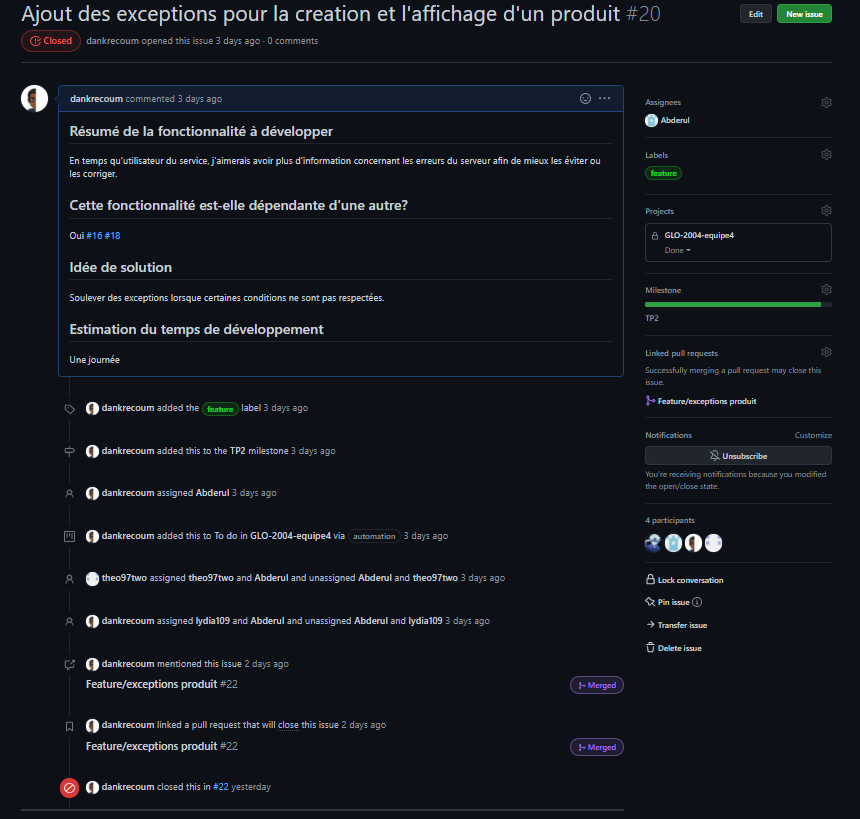 Ajout des exceptions pour la creation et l'affichage d'un produit #20
Edit
New issue
Closed
dankrecoum opened this issue 3 days ago · 0 comments
dankrecoum commented 3 days ago
Résumé de la fonctionnalité à développer
En temps qu'utilisateur du service, j'aimerais avoir plus d'information concernant les erreurs du serveur afin de mieux les éviter ou
les corriger.
Cette fonctionnalité est-elle dépendante d'une autre?
Oui #16 #18
Idée de solution
Soulever des exceptions lorsque certaines conditions ne sont pas respectées.
Estimation du temps de développement
Une journée
dankrecoum added the feature label 3 days ago
dankrecoum added this to the TP2 milestone 3 days ago
dankrecoum assigned Abderul 3 days ago
dankrecoum added this to To do in GLO-2004-equipe4 via automation 3 days ago
theo97two assigned theo97two and Abderul and unassigned Abderul and theo97two 3 days ago
dankrecoum assigned lydia109 and Abderul and unassigned Abderul and lydia109 3 days ago
dankrecoum mentioned this issue 2 days ago
Feature/exceptions produit #22
Merged
dankrecoum linked a pull request that will close this issue 2 days ago
Feature/exceptions produit #22
Merged
dankrecoum closed this in #22 yesterday
Assignees
Abderul
Labels
feature
Projects
GLO-2004-equipe4
Done
Milestone
TP2
Linked pull requests
Successfully merging a pull request may close this
issue.
Feature/exceptions produit
Notifications
Customize
Unsubscribe
You're receiving notifications because you modified
the open/close state.
4 participants
Lock conversation
Pin issue
Transfer issue
Delete issue